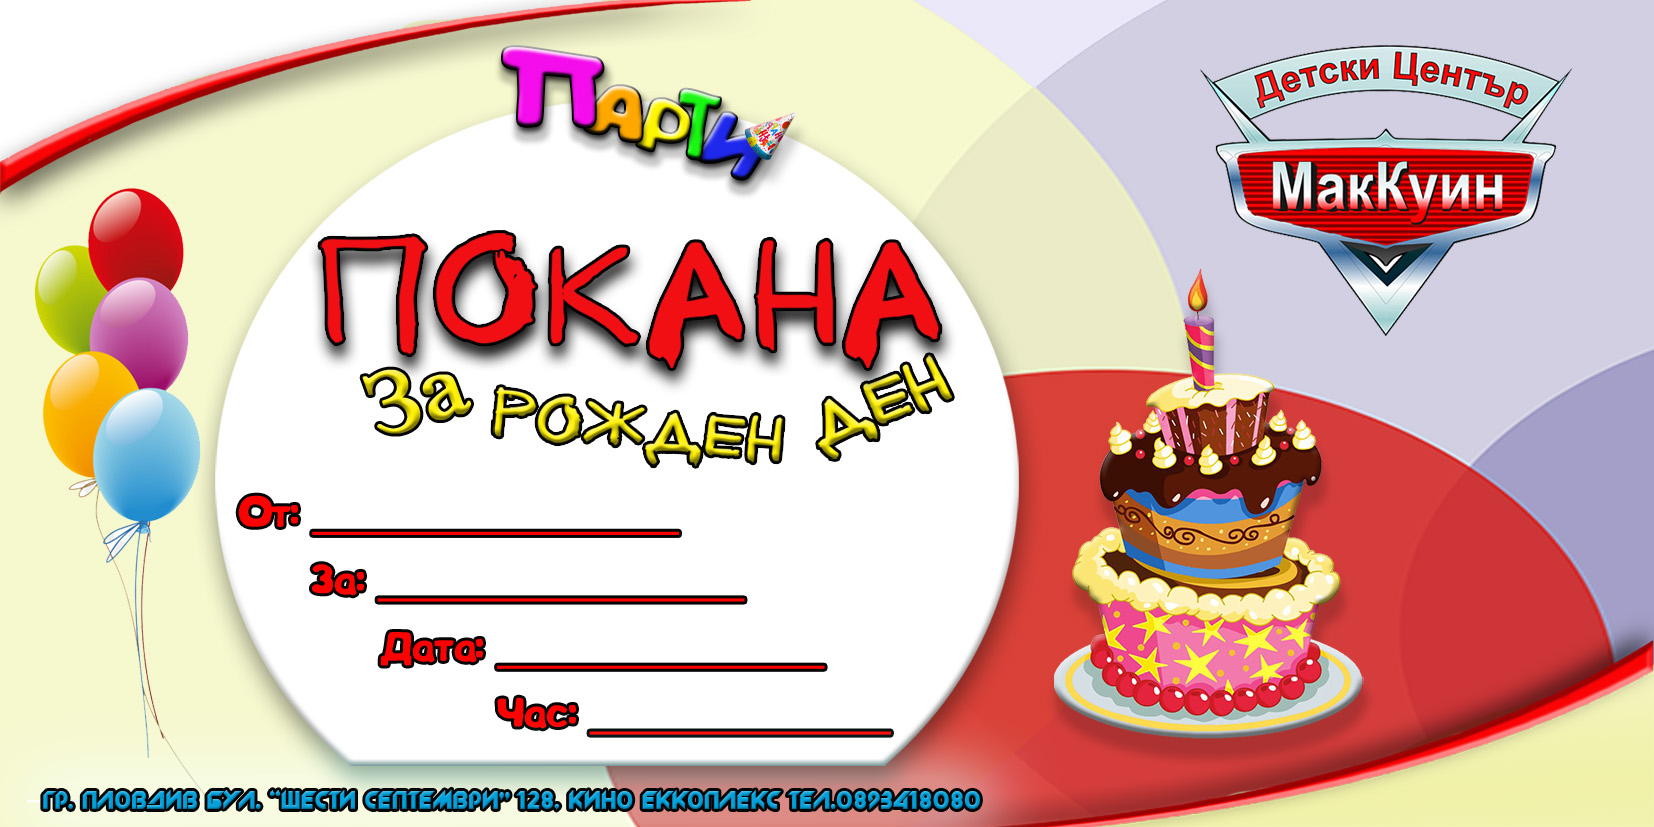 Парти
Детски Център
МакКуин
ПОКАНА
За рожден ден
От:
За:
Дата:
Час:
ГР. ПЛОВДИВ БУЛ. "ШЕСТИ СЕПТЕМВРИ" 128, КИНО ЕККОПЛЕКС ТЕЛ.0893418080